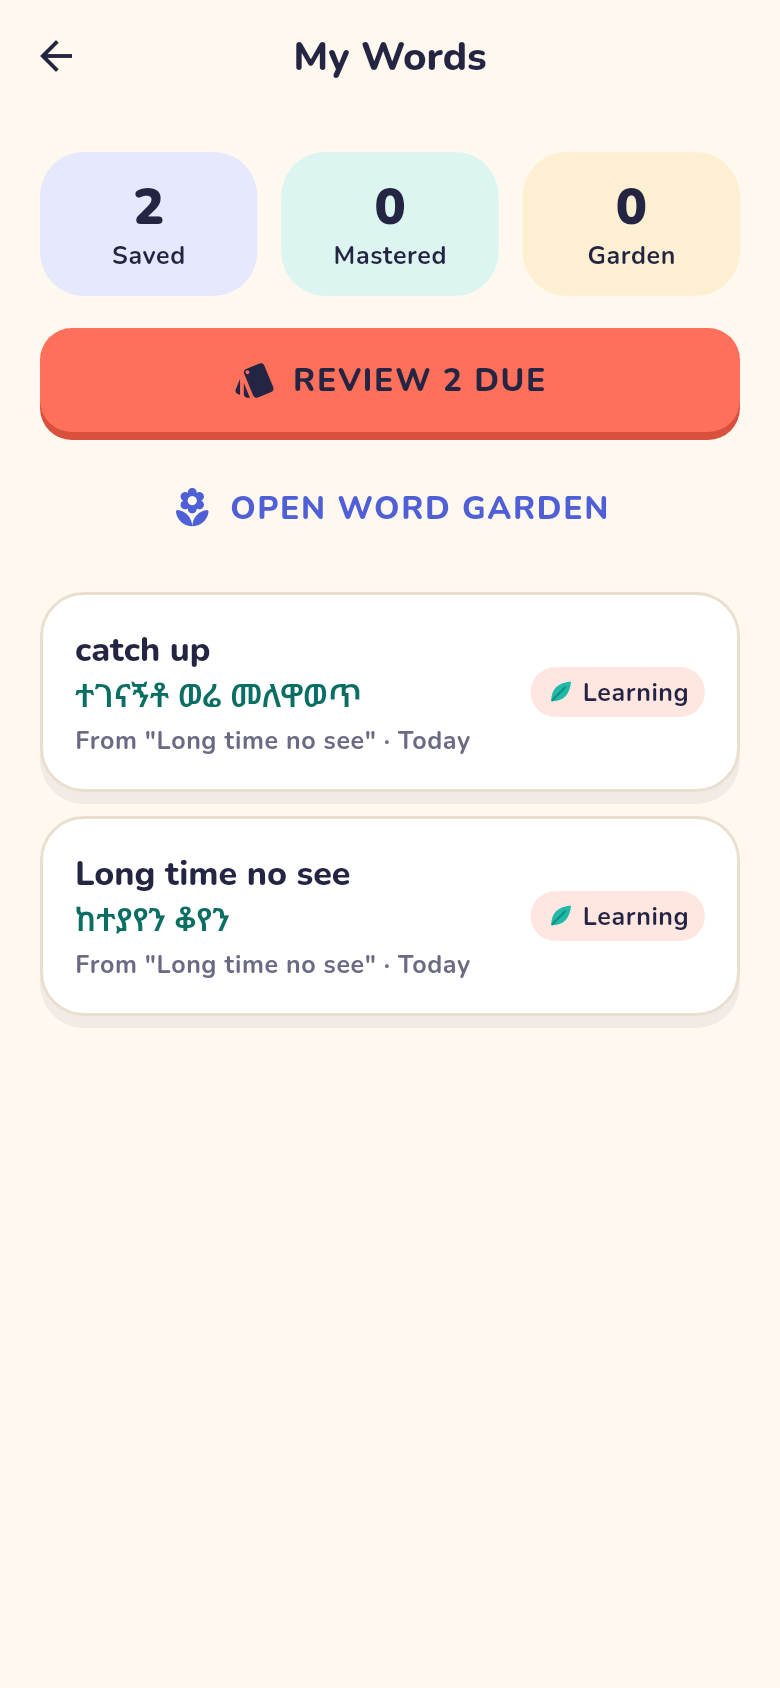 My Words
2
Saved
0
Mastered
0
Garden
REVIEW 2 DUE
OPEN WORD GARDEN
catch up
ተገናኝቶ ወሬ መለዋወጥ
From "Long time no see" · Today
Learning
Long time no see
ከተያየን ቆየን
From "Long time no see" · Today
Learning